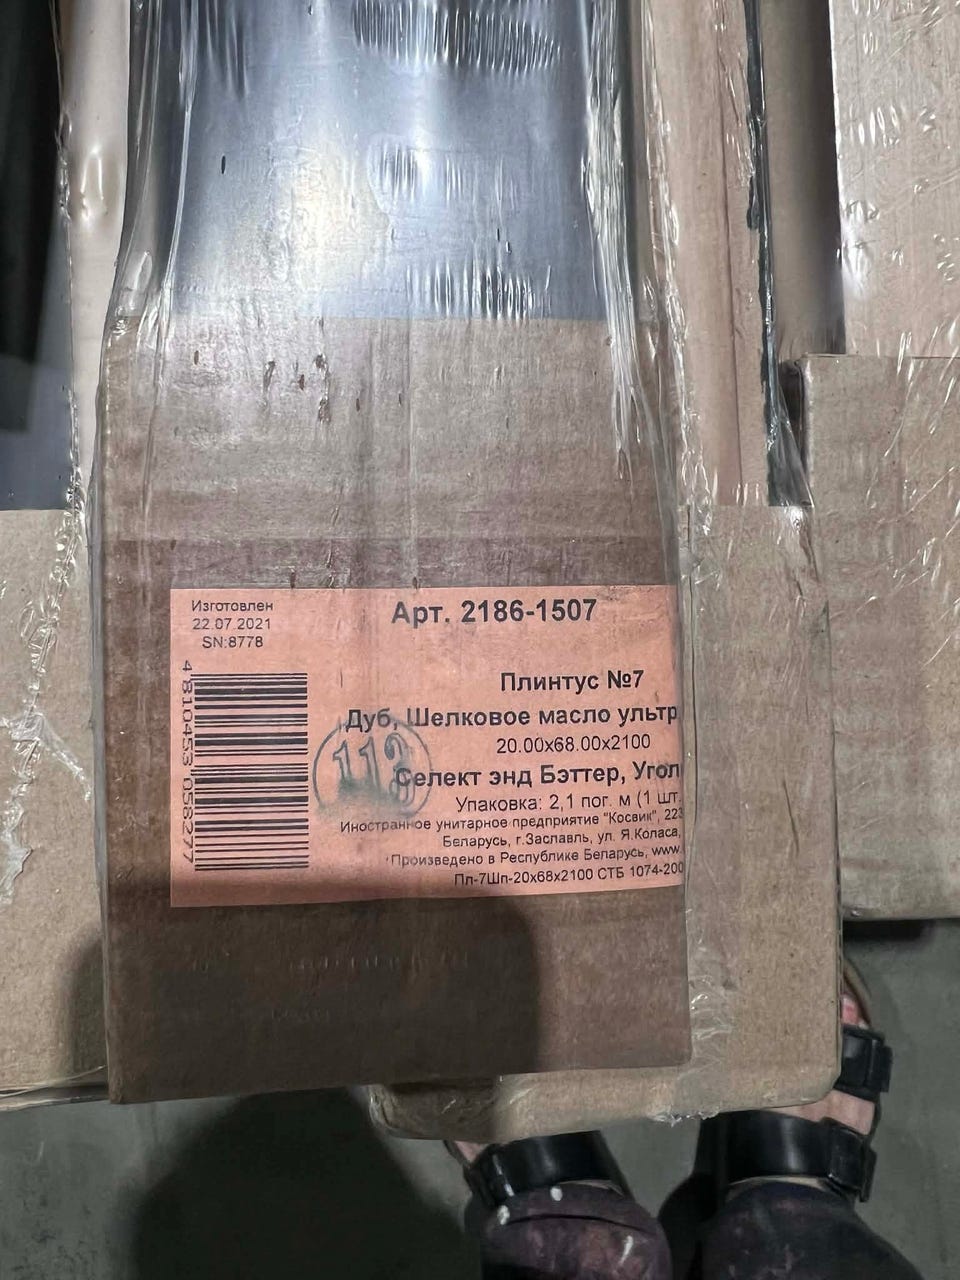 Изготовлен
22.07.2021
SN:8778
Арт. 2186-1507
4 810453 058277
Плинтус №7
Дуб, Шелковое масло ультр
20.00x68.00x2100
113
Селект энд Бэттер, Угол
Упаковка: 2,1 пог. м (1 шт.
Иностранное унитарное предприятие "Косвик", 223
Беларусь, г.Заславль, ул. Я.Коласа,
Произведено в Республике Беларусь, www.
Пл-7Шп-20х68х2100 СТБ 1074-200